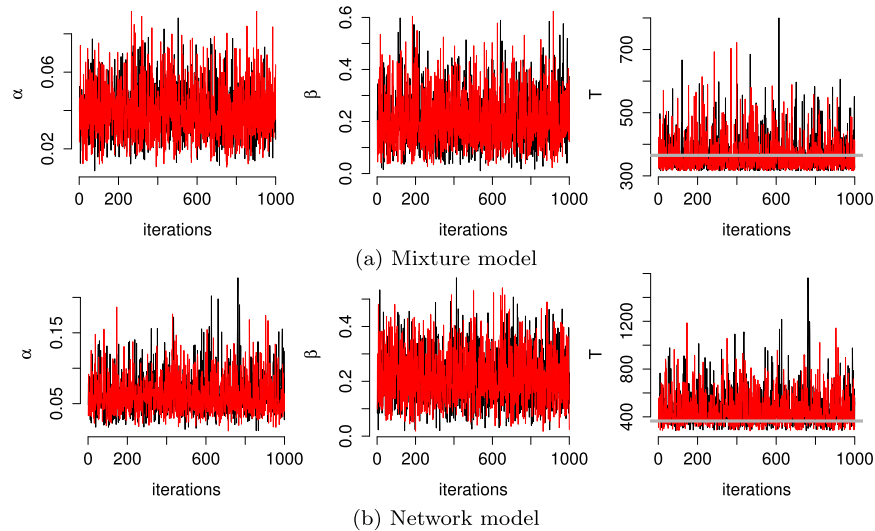 α
0.02 0.06
0 200 600 1000
iterations
β
0.0 0.2 0.4 0.6
0 200 600 1000
iterations
T
300 500 700
0 200 600 1000
iterations
(a) Mixture model
α
0.05 0.15
0 200 600 1000
iterations
β
0.0 0.2 0.4
0 200 600 1000
iterations
T
400 800 1200
0 200 600 1000
iterations
(b) Network model